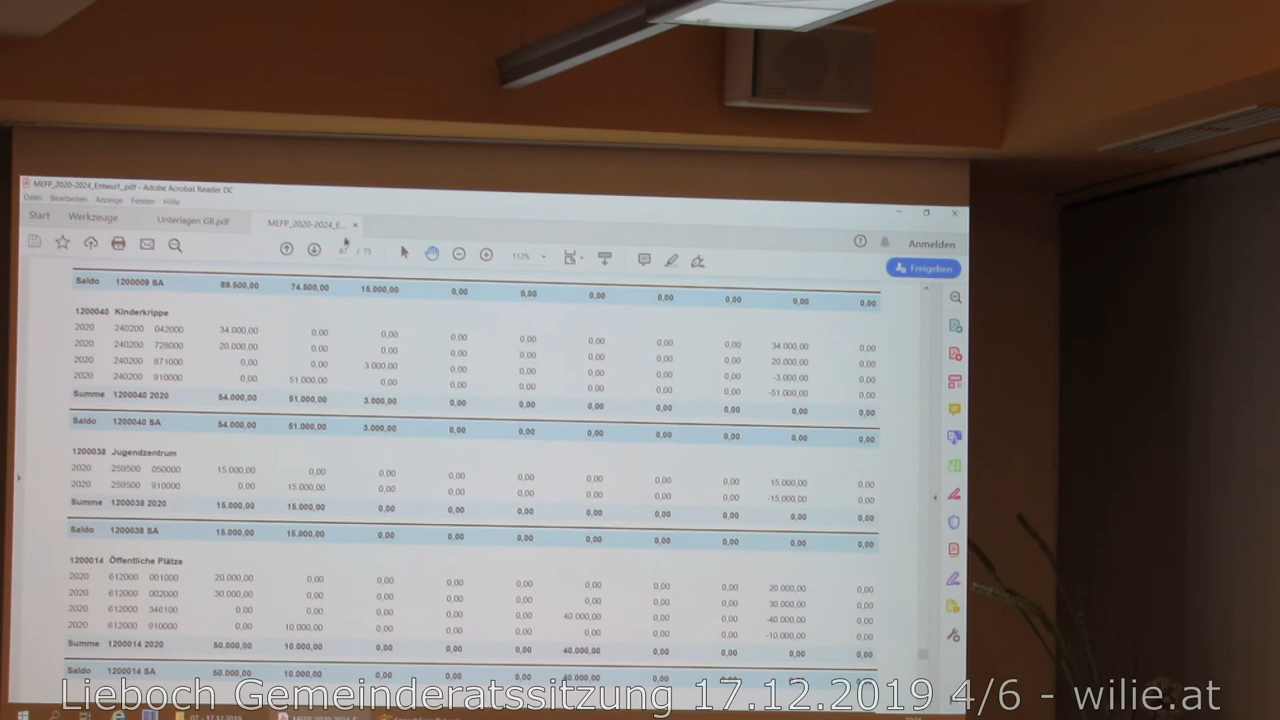 MEFP_2020-2024_Entwurf_.pdf - Adobe Acrobat Reader DC
Datei Bearbeiten Anzeige Fenster Hilfe
Start Werkzeuge Unterlagen GR.pdf MEFP_2020-2024_E... ×
67 / 75 112% Anmelden
Freigeben
Saldo 1200009 SA 89.500,00 74.500,00 15.000,00 0,00 0,00 0,00 0,00 0,00 0,00 0,00
1200040 Kinderkrippe
2020 240200 042000 34.000,00 0,00 0,00 0,00 0,00 0,00 0,00 0,00 34.000,00 0,00
2020 240200 728000 20.000,00 0,00 0,00 0,00 0,00 0,00 0,00 0,00 20.000,00 0,00
2020 240200 871000 0,00 0,00 3.000,00 0,00 0,00 0,00 0,00 0,00 -3.000,00 0,00
2020 240200 910000 0,00 51.000,00 0,00 0,00 0,00 0,00 0,00 0,00 -51.000,00 0,00
Summe 1200040 2020 54.000,00 51.000,00 3.000,00 0,00 0,00 0,00 0,00 0,00 0,00 0,00
Saldo 1200040 SA 54.000,00 51.000,00 3.000,00 0,00 0,00 0,00 0,00 0,00 0,00 0,00
1200038 Jugendzentrum
2020 259500 050000 15.000,00 0,00 0,00 0,00 0,00 0,00 0,00 0,00 15.000,00 0,00
2020 259500 910000 0,00 15.000,00 0,00 0,00 0,00 0,00 0,00 0,00 -15.000,00 0,00
Summe 1200038 2020 15.000,00 15.000,00 0,00 0,00 0,00 0,00 0,00 0,00 0,00 0,00
Saldo 1200038 SA 15.000,00 15.000,00 0,00 0,00 0,00 0,00 0,00 0,00 0,00 0,00
1200014 Öffentliche Plätze
2020 612000 001000 20.000,00 0,00 0,00 0,00 0,00 0,00 0,00 0,00 20.000,00 0,00
2020 612000 002000 30.000,00 0,00 0,00 0,00 0,00 0,00 0,00 0,00 30.000,00 0,00
2020 612000 346100 0,00 0,00 0,00 0,00 0,00 40.000,00 0,00 0,00 -40.000,00 0,00
2020 612000 910000 0,00 10.000,00 0,00 0,00 0,00 0,00 0,00 0,00 -10.000,00 0,00
Summe 1200014 2020 50.000,00 10.000,00 0,00 0,00 0,00 40.000,00 0,00 0,00 0,00 0,00
Saldo 1200014 SA 50.000,00 10.000,00 0,00 0,00 0,00 40.000,00 0,00
Lieboch Gemeinderatssitzung 17.12.2019 4/6 - wilie.at